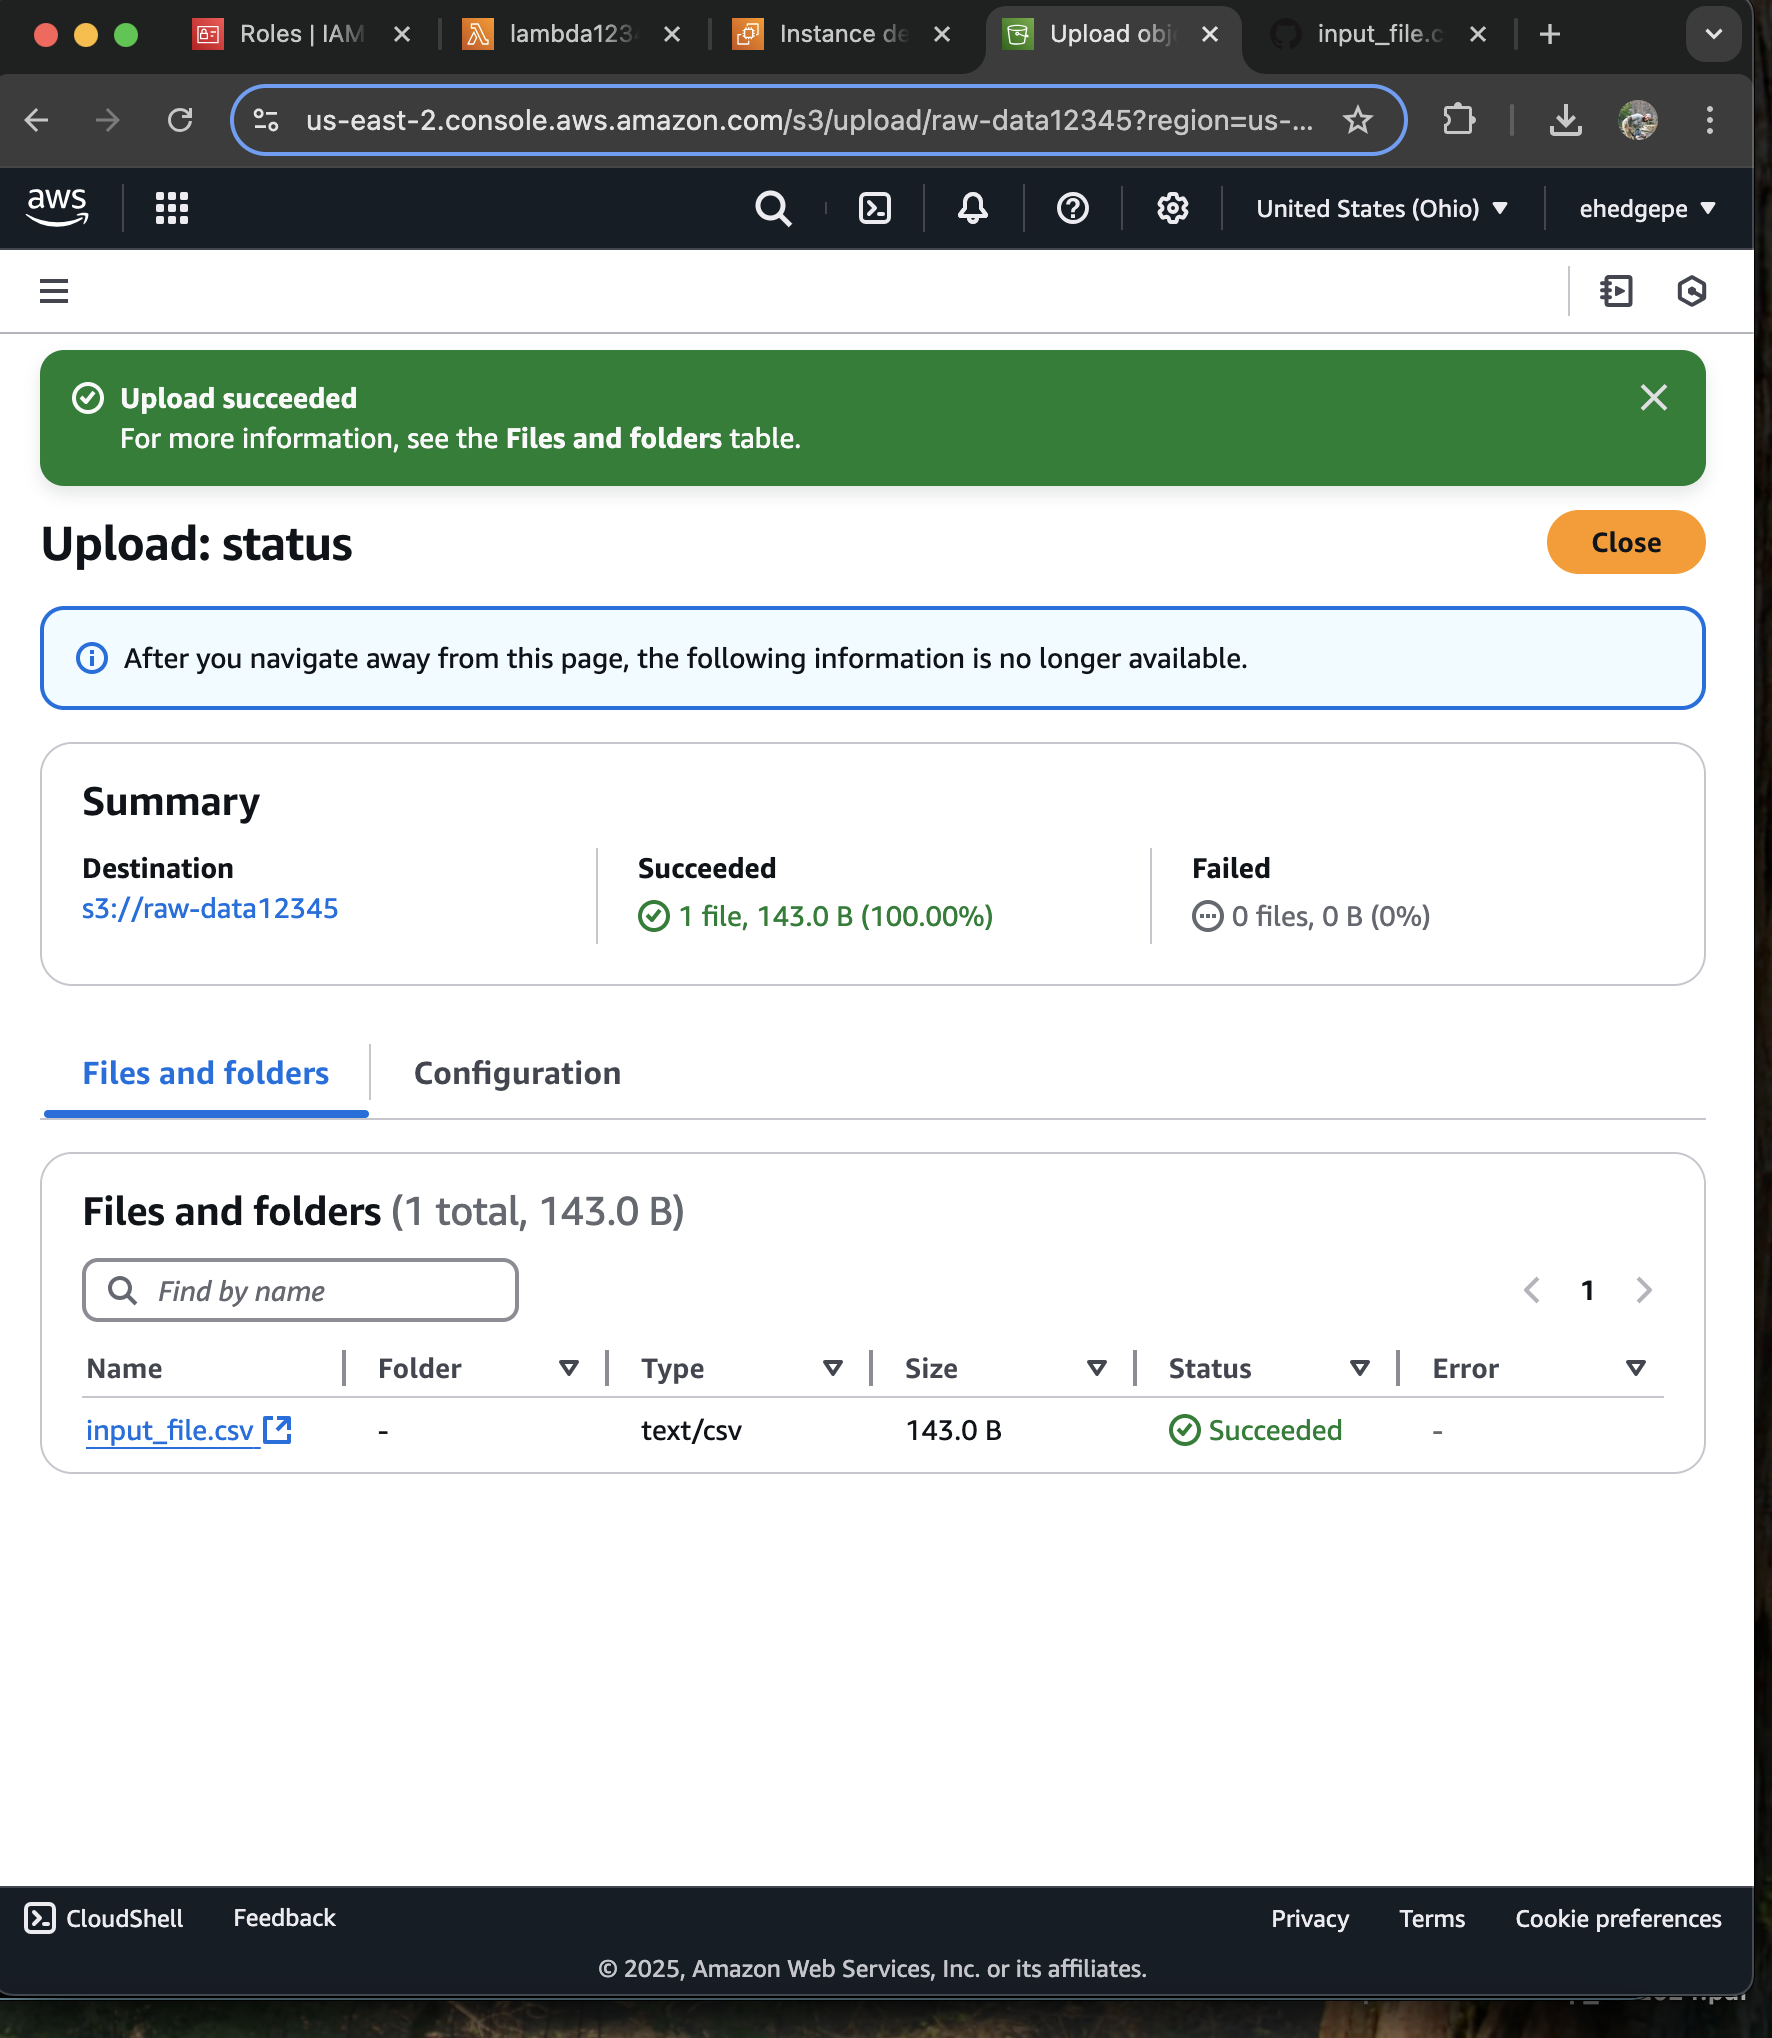 Roles | IAM
lambda123
Instance de
Upload obj
input_file.c
us-east-2.console.aws.amazon.com/s3/upload/raw-data12345?region=us-...
aws
United States (Ohio)
ehedgepe
Upload succeeded
For more information, see the Files and folders table.
Upload: status
Close
After you navigate away from this page, the following information is no longer available.
Summary
Destination
s3://raw-data12345
Succeeded
1 file, 143.0 B (100.00%)
Failed
0 files, 0 B (0%)
Files and folders
Configuration
Files and folders (1 total, 143.0 B)
Find by name
1
Name Folder Type Size Status Error
input_file.csv - text/csv 143.0 B Succeeded -
CloudShell Feedback Privacy Terms Cookie preferences
© 2025, Amazon Web Services, Inc. or its affiliates.